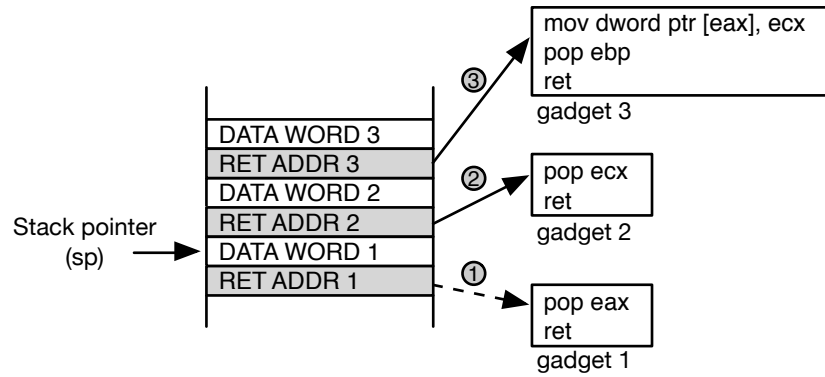 mov dword ptr [eax], ecx
pop ebp
ret
gadget 3
③
DATA WORD 3
RET ADDR 3
DATA WORD 2
RET ADDR 2
DATA WORD 1
RET ADDR 1
Stack pointer
(sp)
②
pop ecx
ret
gadget 2
①
pop eax
ret
gadget 1